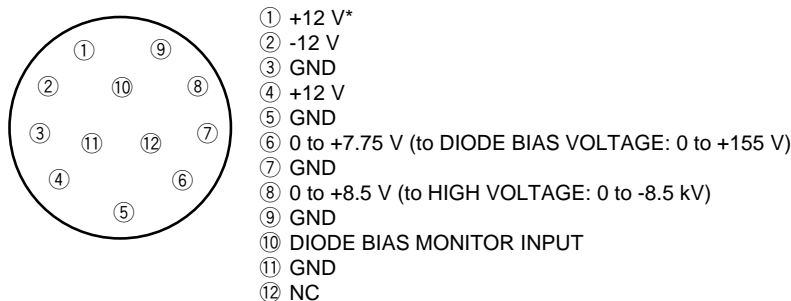 ① ⑨
② ⑩ ⑧
③ ⑪ ⑫ ⑦
④ ⑥
⑤
① +12 V*
② -12 V
③ GND
④ +12 V
⑤ GND
⑥ 0 to +7.75 V (to DIODE BIAS VOLTAGE: 0 to +155 V)
⑦ GND
⑧ 0 to +8.5 V (to HIGH VOLTAGE: 0 to -8.5 kV)
⑨ GND
⑩ DIODE BIAS MONITOR INPUT
⑪ GND
⑫ NC